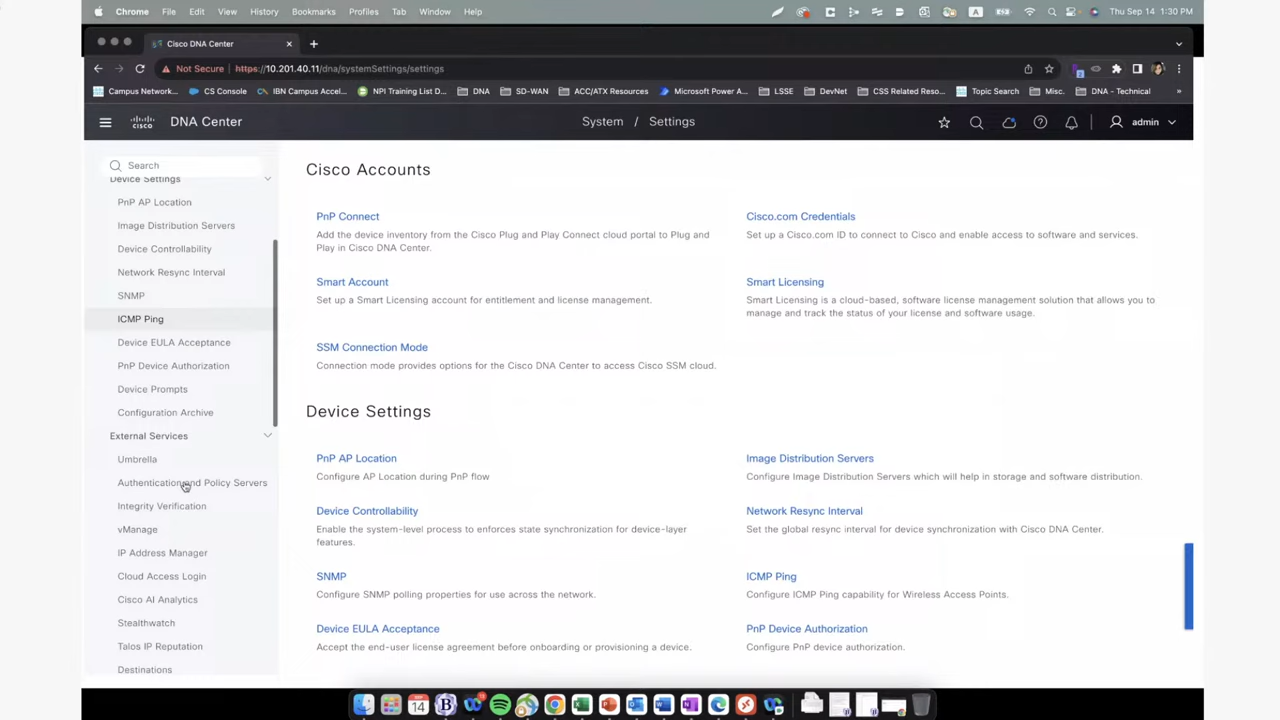 Chrome File Edit View History Bookmarks Profiles Tab Window Help
Thu Sep 14 1:30 PM
Cisco DNA Center
Not Secure https://10.201.40.11/dna/systemSettings/settings
Campus Network... CS Console IBN Campus Accel... NPI Training List D... DNA SD-WAN ACC/ATX Resources Microsoft Power A... LSSE DevNet CSS Related Reso... Topic Search Misc. DNA - Technical »
cisco DNA Center System / Settings admin
Search
Device Settings
PnP AP Location
Image Distribution Servers
Device Controllability
Network Resync Interval
SNMP
ICMP Ping
Device EULA Acceptance
PnP Device Authorization
Device Prompts
Configuration Archive
External Services
Umbrella
Authentication and Policy Servers
Integrity Verification
vManage
IP Address Manager
Cloud Access Login
Cisco AI Analytics
Stealthwatch
Talos IP Reputation
Destinations
Cisco Accounts
PnP Connect
Add the device inventory from the Cisco Plug and Play Connect cloud portal to Plug and
Play in Cisco DNA Center.
Cisco.com Credentials
Set up a Cisco.com ID to connect to Cisco and enable access to software and services.
Smart Account
Set up a Smart Licensing account for entitlement and license management.
Smart Licensing
Smart Licensing is a cloud-based, software license management solution that allows you to
manage and track the status of your license and software usage.
SSM Connection Mode
Connection mode provides options for the Cisco DNA Center to access Cisco SSM cloud.
Device Settings
PnP AP Location
Configure AP Location during PnP flow
Image Distribution Servers
Configure Image Distribution Servers which will help in storage and software distribution.
Device Controllability
Enable the system-level process to enforces state synchronization for device-layer
features.
Network Resync Interval
Set the global resync interval for device synchronization with Cisco DNA Center.
SNMP
Configure SNMP polling properties for use across the network.
ICMP Ping
Configure ICMP Ping capability for Wireless Access Points.
Device EULA Acceptance
Accept the end-user license agreement before onboarding or provisioning a device.
PnP Device Authorization
Configure PnP device authorization.